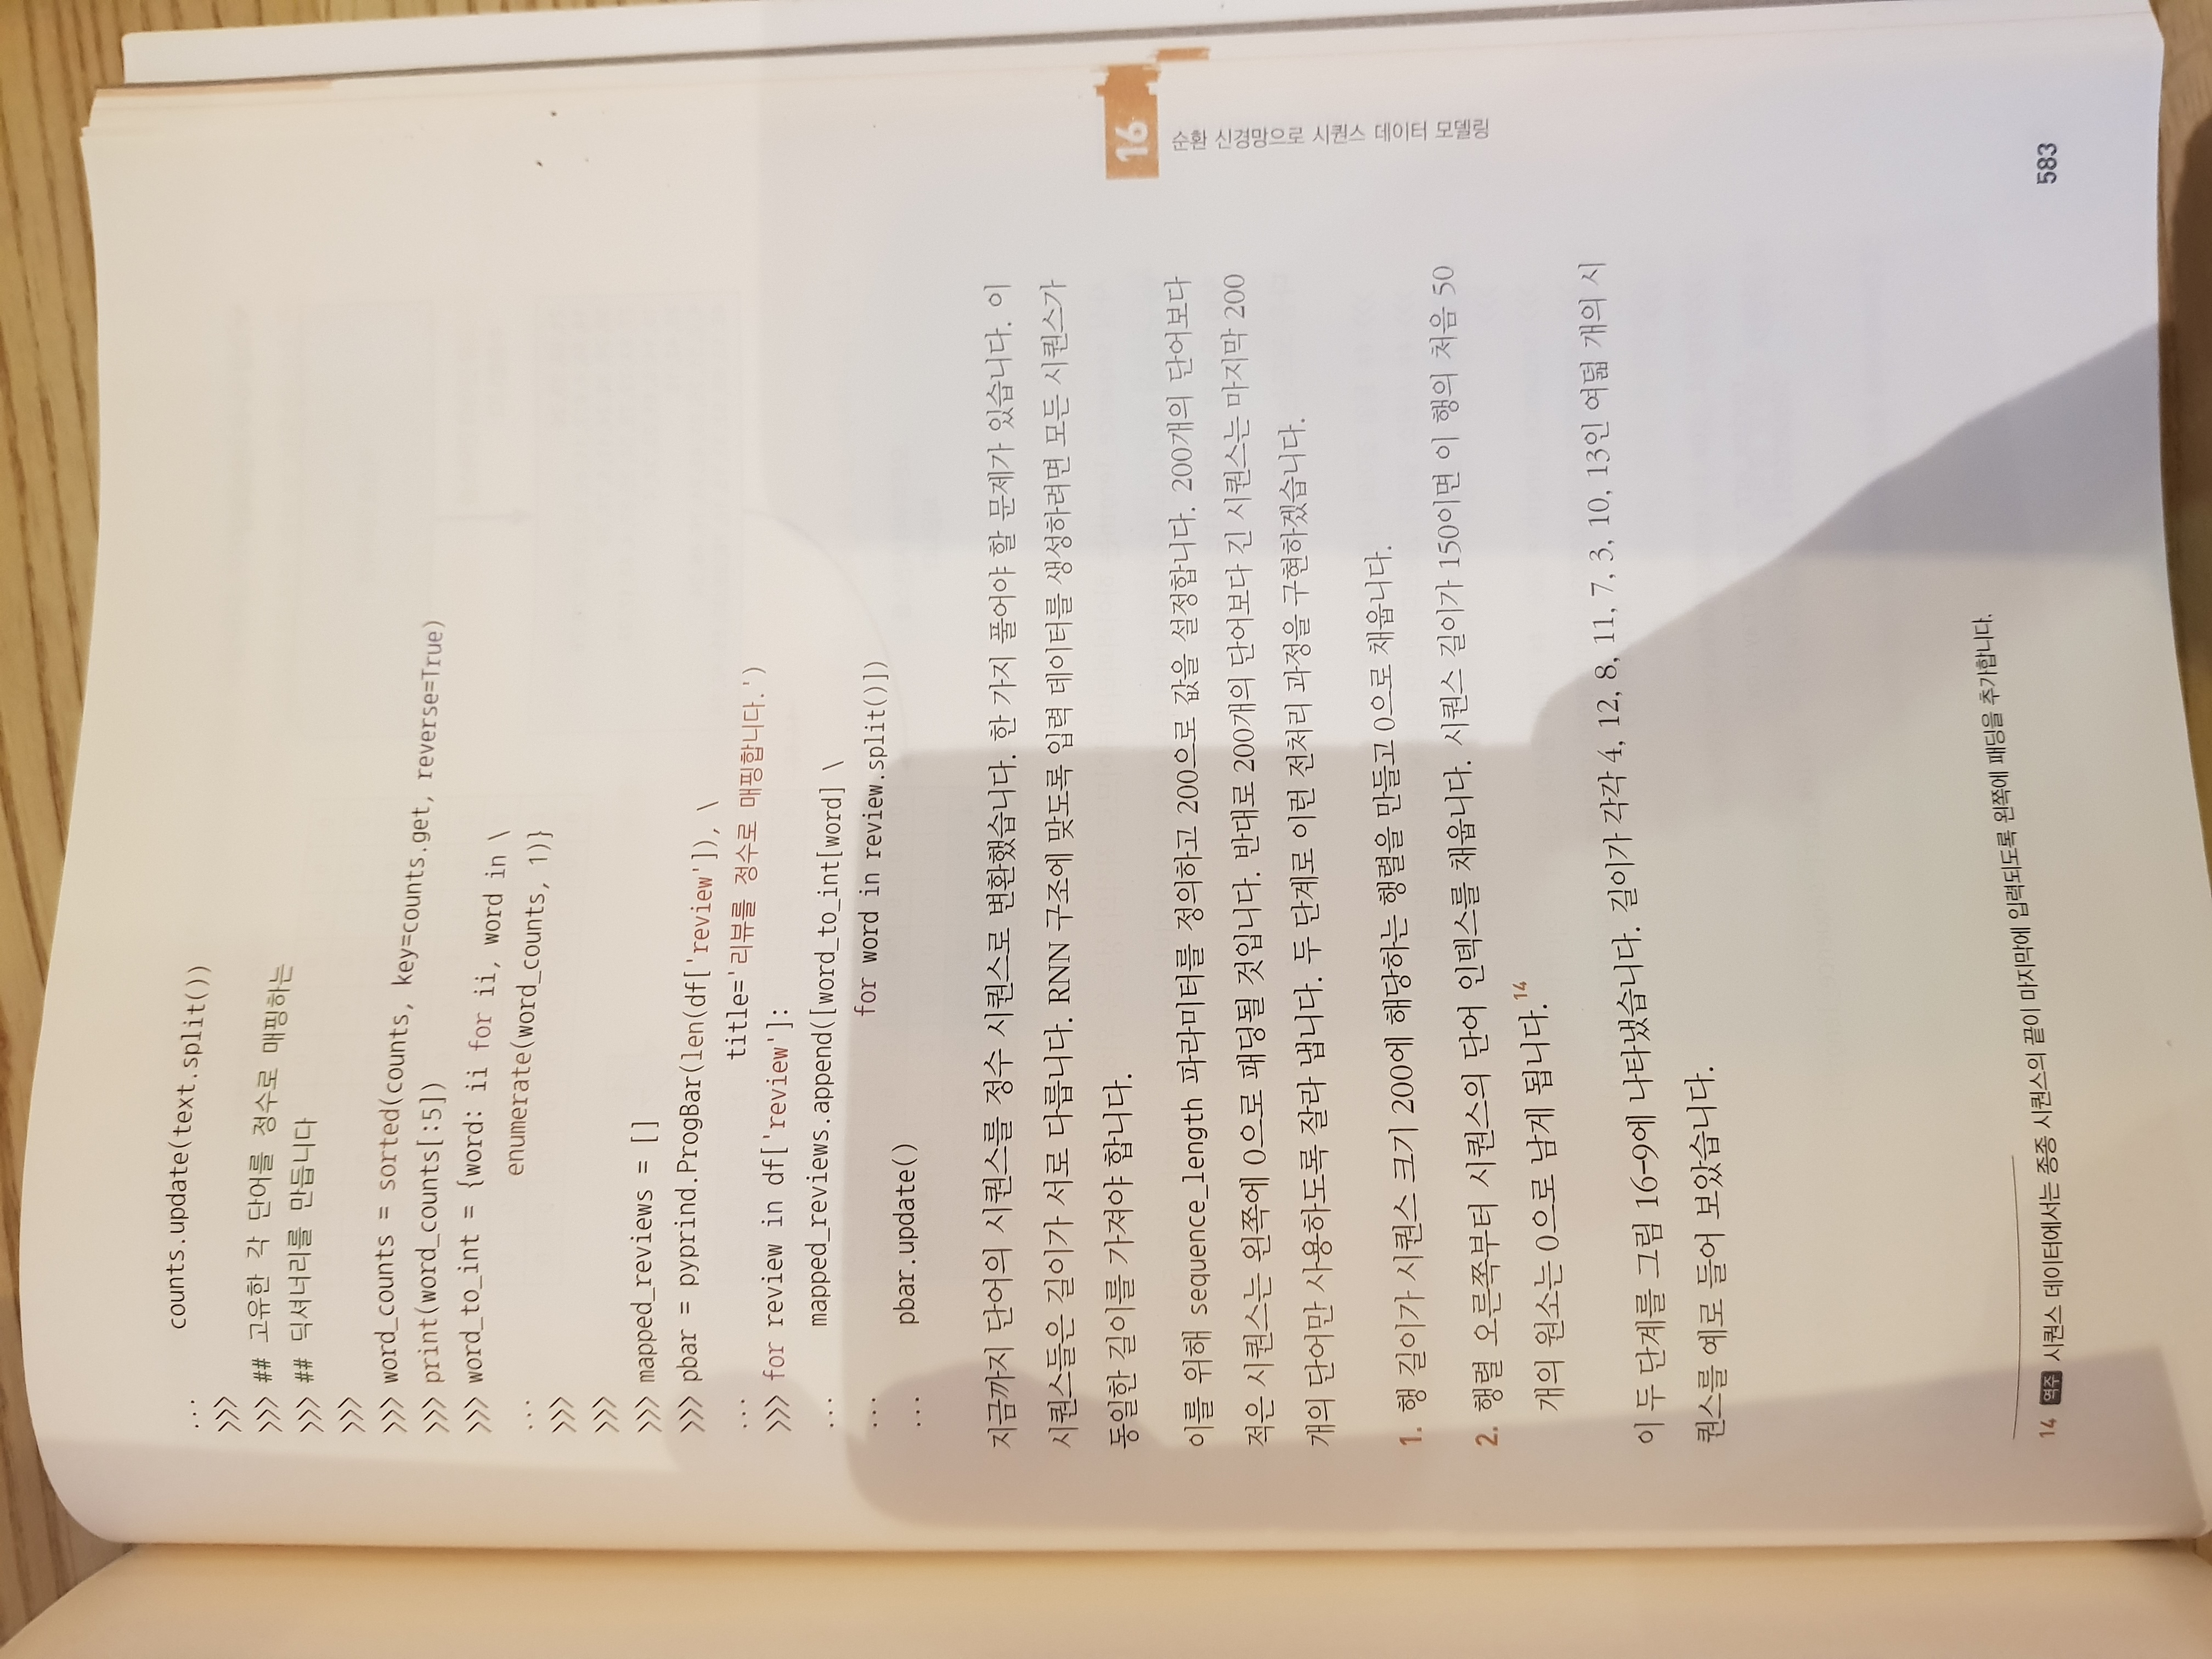 ...     counts.update(text.split())
>>>
>>> ## 고유한 각 단어를 정수로 매핑하는
>>> ## 딕셔너리를 만듭니다
>>>
>>> word_counts = sorted(counts, key=counts.get, reverse=True)
>>> print(word_counts[:5])
>>> word_to_int = {word: ii for ii, word in \
...                enumerate(word_counts, 1)}
>>>
>>>
>>> mapped_reviews = []
>>> pbar = pyprind.ProgBar(len(df['review']), \
...                        title='리뷰를 정수로 매핑합니다.')
>>> for review in df['review']:
...     mapped_reviews.append([word_to_int[word] \
...                            for word in review.split()])
...     pbar.update()
지금까지 단어의 시퀀스를 정수 시퀀스로 변환했습니다. 한 가지 풀어야 할 문제가 있습니다. 이
시퀀스들은 길이가 서로 다릅니다. RNN 구조에 맞도록 입력 데이터를 생성하려면 모든 시퀀스가
동일한 길이를 가져야 합니다.
이를 위해 sequence_length 파라미터를 정의하고 200으로 값을 설정합니다. 200개의 단어보다
적은 시퀀스는 왼쪽에 0으로 패딩될 것입니다. 반대로 200개의 단어보다 긴 시퀀스는 마지막 200
개의 단어만 사용하도록 잘라 냅니다. 두 단계로 이런 전처리 과정을 구현하겠습니다.
1. 행 길이가 시퀀스 크기 200에 해당하는 행렬을 만들고 0으로 채웁니다.
2. 행렬 오른쪽부터 시퀀스의 단어 인덱스를 채웁니다. 시퀀스 길이가 150이면 이 행의 처음 50
개의 원소는 0으로 남게 됩니다.14
이 두 단계를 그림 16-9에 나타냈습니다. 길이가 각각 4, 12, 8, 11, 7, 3, 10, 13인 여덟 개의 시
퀀스를 예로 들어 보았습니다.
16
순환 신경망으로 시퀀스 데이터 모델링
14 역주 시퀀스 데이터에서는 종종 시퀀스의 끝이 마지막에 입력되도록 왼쪽에 패딩을 추가합니다.
583